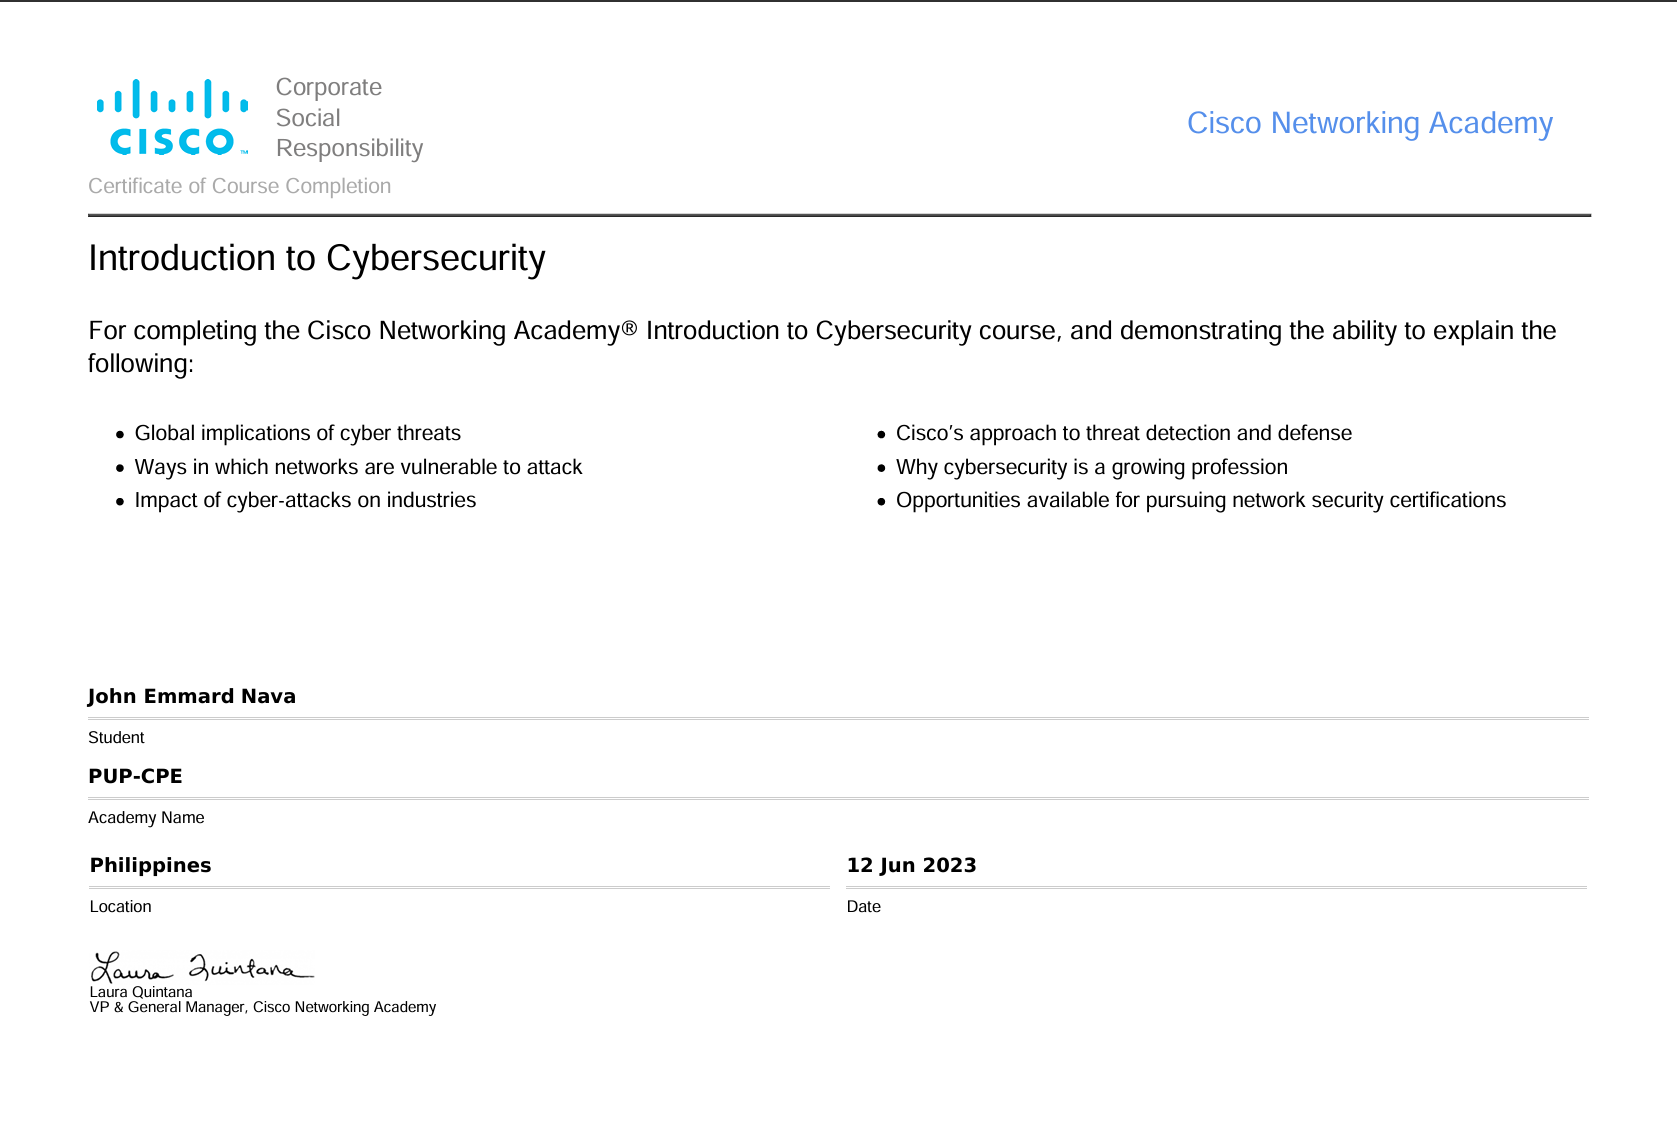 CISCO™
Corporate
Social
Responsibility
Cisco Networking Academy
Certificate of Course Completion
Introduction to Cybersecurity
For completing the Cisco Networking Academy® Introduction to Cybersecurity course, and demonstrating the ability to explain the
following:
• Global implications of cyber threats
• Ways in which networks are vulnerable to attack
• Impact of cyber-attacks on industries
• Cisco’s approach to threat detection and defense
• Why cybersecurity is a growing profession
• Opportunities available for pursuing network security certifications
John Emmard Nava
Student
PUP-CPE
Academy Name
Philippines
Location
12 Jun 2023
Date
Laura Quintana
Laura Quintana
VP & General Manager, Cisco Networking Academy